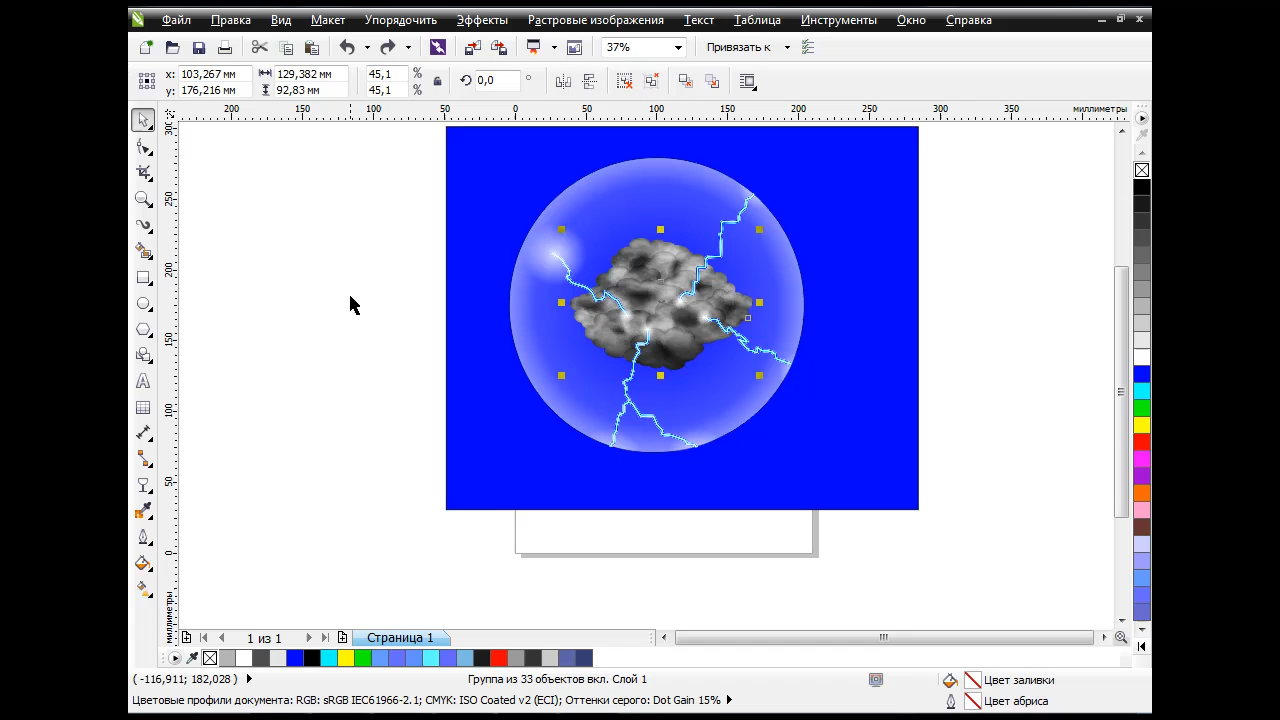 Файл Правка Вид Макет Упорядочить Эффекты Растровые изображения Текст Таблица Инструменты Окно Справка
37% Привязать к
x: 103,267 мм 129,382 мм 45,1 % 0,0 °
y: 176,216 мм 92,83 мм 45,1 %
200 150 100 50 0 50 100 150 200 250 300 350 миллиметры
300
250
200
150
100
50
0
миллиметры
1 из 1 Страница 1
( -116,911; 182,028 ) Группа из 33 объектов вкл. Слой 1 Цвет заливки
Цветовые профили документа: RGB: sRGB IEC61966-2.1; CMYK: ISO Coated v2 (ECI); Оттенки серого: Dot Gain 15% Цвет абриса